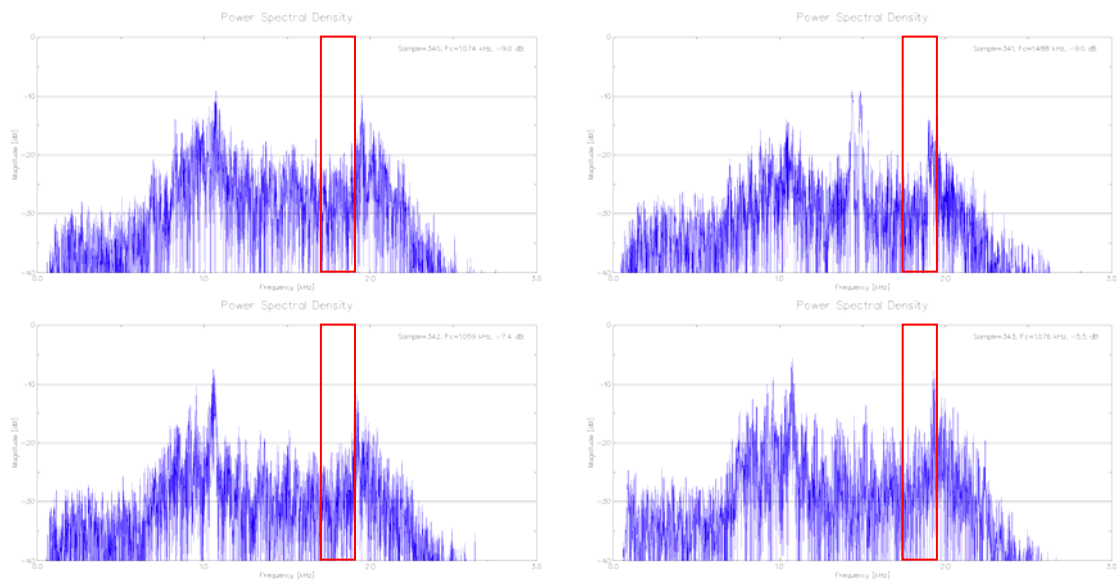 Power Spectral Density
Sample=340, Fc=1074 kHz, -9.0 dB
0
-10
-20
-30
-40
Magnitude [dB]
0.0 1.0 2.0 3.0
Frequency [kHz]
Power Spectral Density
Sample=341, Fc=1488 kHz, -9.0 dB
0
-10
-20
-30
-40
Magnitude [dB]
0.0 1.0 2.0 3.0
Frequency [kHz]
Power Spectral Density
Sample=342, Fc=1059 kHz, -7.4 dB
0
-10
-20
-30
-40
Magnitude [dB]
0.0 1.0 2.0 3.0
Frequency [kHz]
Power Spectral Density
Sample=343, Fc=1076 kHz, -5.5 dB
0
-10
-20
-30
-40
Magnitude [dB]
0.0 1.0 2.0 3.0
Frequency [kHz]